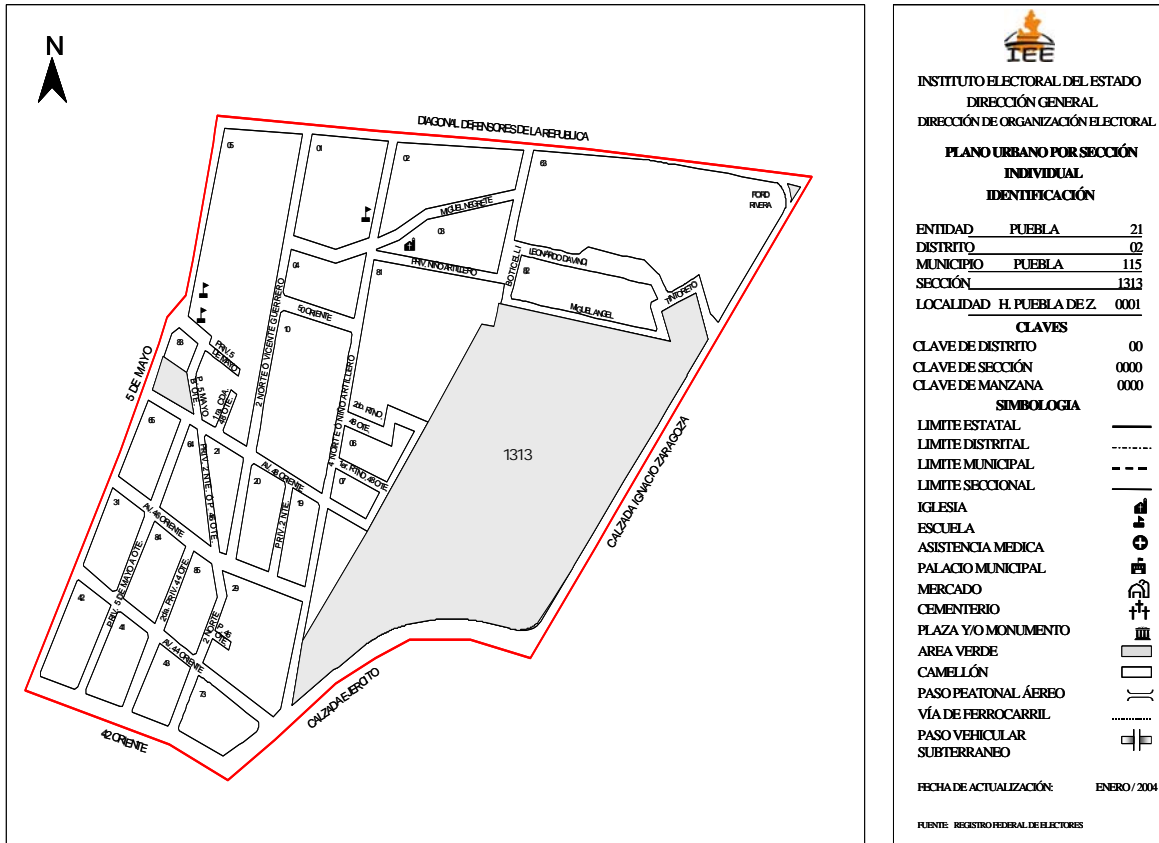 N
DIAGONAL DEFENSORES DE LA REPUBLICA
05
01
02
63
FORD
RIVERA
MIGUEL NEGRETE
03
PRIV. NIÑO ARTILLERO
BOTICELLI
LEONARDO DA VINCI
62
MIGUEL ANGEL
TINTORETO
04
81
50 ORIENTE
10
2 NORTE O VICENTE GUERRERO
4 NORTE O NIÑO ARTILLERO
5 DE MAYO
PRIV. 5
DE MAYO
P. 5 MAYO
1ra. CDA.
48 OTE.
2do. RTNO.
48 OTE.
06
1er. RTNO. 48 OTE.
07
1313
CALZADA IGNACIO ZARAGOZA
65
64
21
PRIV. 2 NTE. O P. 46 OTE.
AV. 48 ORIENTE
20
PRIV. 2 NTE.
19
31
AV. 46 ORIENTE
84
PRIV. 5 DE MAYO A OTE.
2da. PRIV. 44 OTE.
29
2 NORTE
P. 46
OTE.
42
AV. 44 ORIENTE
43
73
42 ORIENTE
CALZADA EJERCITO
IEE
INSTITUTO ELECTORAL DEL ESTADO
DIRECCIÓN GENERAL
DIRECCIÓN DE ORGANIZACIÓN ELECTORAL
PLANO URBANO POR SECCIÓN
INDIVIDUAL
IDENTIFICACIÓN
ENTIDAD PUEBLA 21
DISTRITO 02
MUNICIPIO PUEBLA 115
SECCIÓN 1313
LOCALIDAD H. PUEBLA DE Z. 0001
CLAVES
CLAVE DE DISTRITO 00
CLAVE DE SECCIÓN 0000
CLAVE DE MANZANA 0000
SIMBOLOGIA
LIMITE ESTATAL
LIMITE DISTRITAL
LIMITE MUNICIPAL
LIMITE SECCIONAL
IGLESIA
ESCUELA
ASISTENCIA MEDICA
PALACIO MUNICIPAL
MERCADO
CEMENTERIO
PLAZA Y/O MONUMENTO
AREA VERDE
CAMELLÓN
PASO PEATONAL ÁEREO
VÍA DE FERROCARRIL
PASO VEHICULAR
SUBTERRANEO
FECHA DE ACTUALIZACIÓN: ENERO / 2004
FUENTE: REGISTRO FEDERAL DE ELECTORES